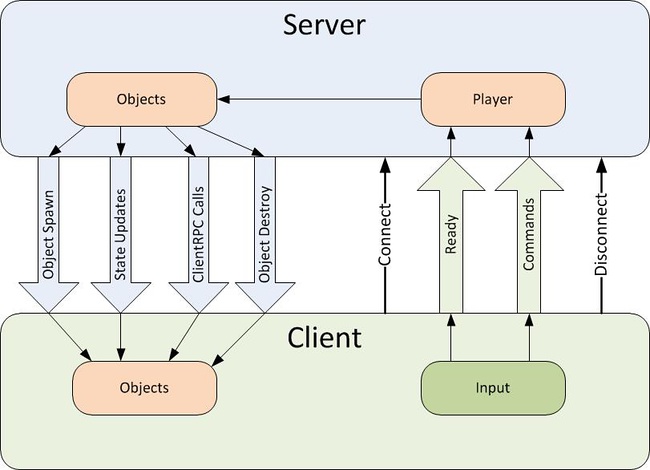 Server
Objects
Player
Object Spawn
State Updates
ClientRPC Calls
Object Destroy
Connect
Ready
Commands
Disconnect
Client
Objects
Input